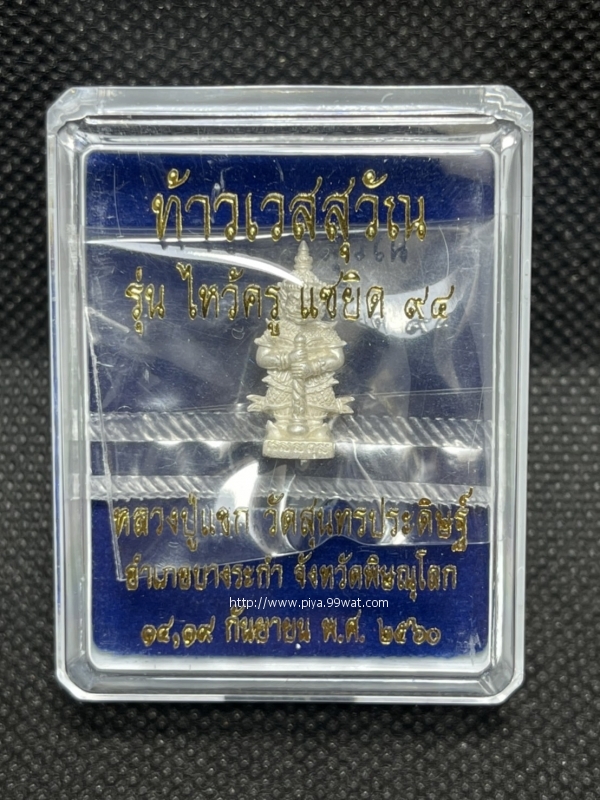 ท้าวเวสสุวัณ
รุ่น ไหว้ครู แซยิด ๙๔
หลวงปู่แขก วัดสุนทรประดิษฐ์
อำเภอบางระกำ จังหวัดพิษณุโลก
http://www.piya.99wat.com
๑๔,๑๙ กันยายน พ.ศ. ๒๕๖๐